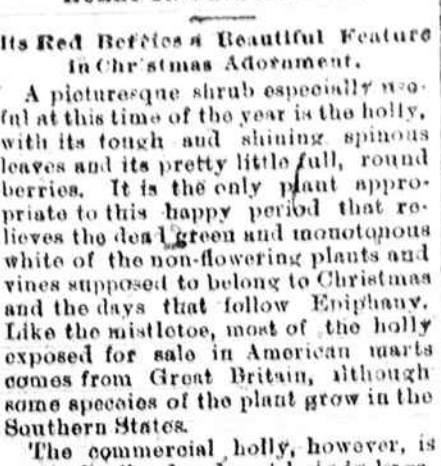 Its Red Berries a Beautiful Feature
in Chr'stmas Adornment.
A picturesque shrub especially use-
ful at this time of the year is the holly,
with its tough and shining spinous
leaves and its pretty little full, round
berries. It is the only plant appro-
priate to this happy period that re-
lieves the dead green and monotonous
white of the non-flowering plants and
vines supposed to belong to Christmas
and the days that follow Epiphany.
Like the mistletoe, most of the holly
exposed for sale in American marts
comes from Great Britain, although
some specoies of the plant grow in the
Southern States.
The commercial holly, however, is